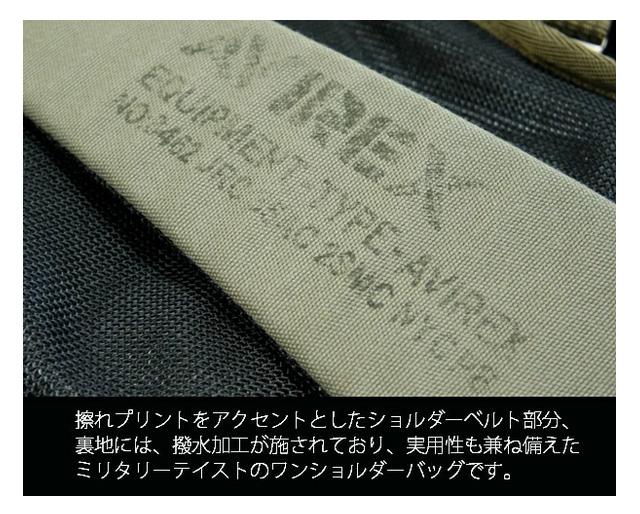 AVIREX
EQUIPMENT TYPE-AVIREX
NO.3462 JRC 2SMC NYC
擦れプリントをアクセントとしたショルダーベルト部分、
裏地には、撥水加工が施されており、実用性も兼ね備えた
ミリタリーテイストのワンショルダーバッグです。